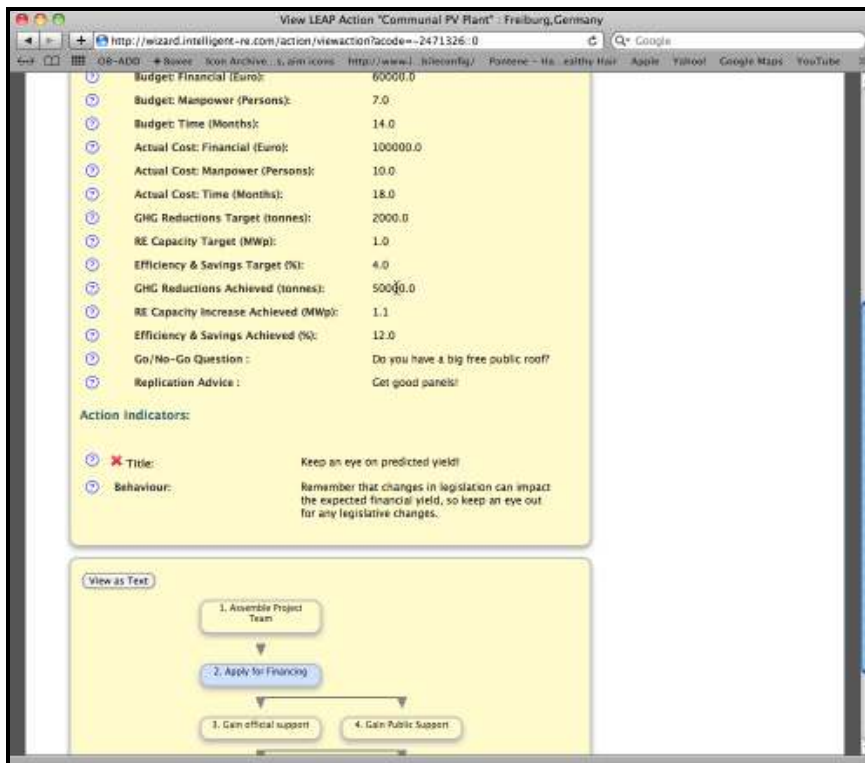 View LEAP Action "Communal PV Plant" : Freiburg,Germany
http://wizard.intelligent-re.com/action/viewaction?acode=-2471326::0
Google
Apple Yahoo! Google Maps YouTube
Budget: Financial (Euro): 60000.0
Budget: Manpower (Persons): 7.0
Budget: Time (Months): 14.0
Actual Cost: Financial (Euro): 100000.0
Actual Cost: Manpower (Persons): 10.0
Actual Cost: Time (Months): 18.0
GHG Reductions Target (tonnes): 2000.0
RE Capacity Target (MWp): 1.0
Efficiency & Savings Target (%): 4.0
GHG Reductions Achieved (tonnes): 50000.0
RE Capacity Increase Achieved (MWp): 1.1
Efficiency & Savings Achieved (%): 12.0
Go/No-Go Question : Do you have a big free public roof?
Replication Advice : Get good panels!
Action Indicators:
Title: Keep an eye on predicted yield!
Behaviour: Remember that changes in legislation can impact
the expected financial yield, so keep an eye out
for any legislative changes.
View as Text
1. Assemble Project
Team
2. Apply for Financing
3. Gain official support 4. Gain Public Support